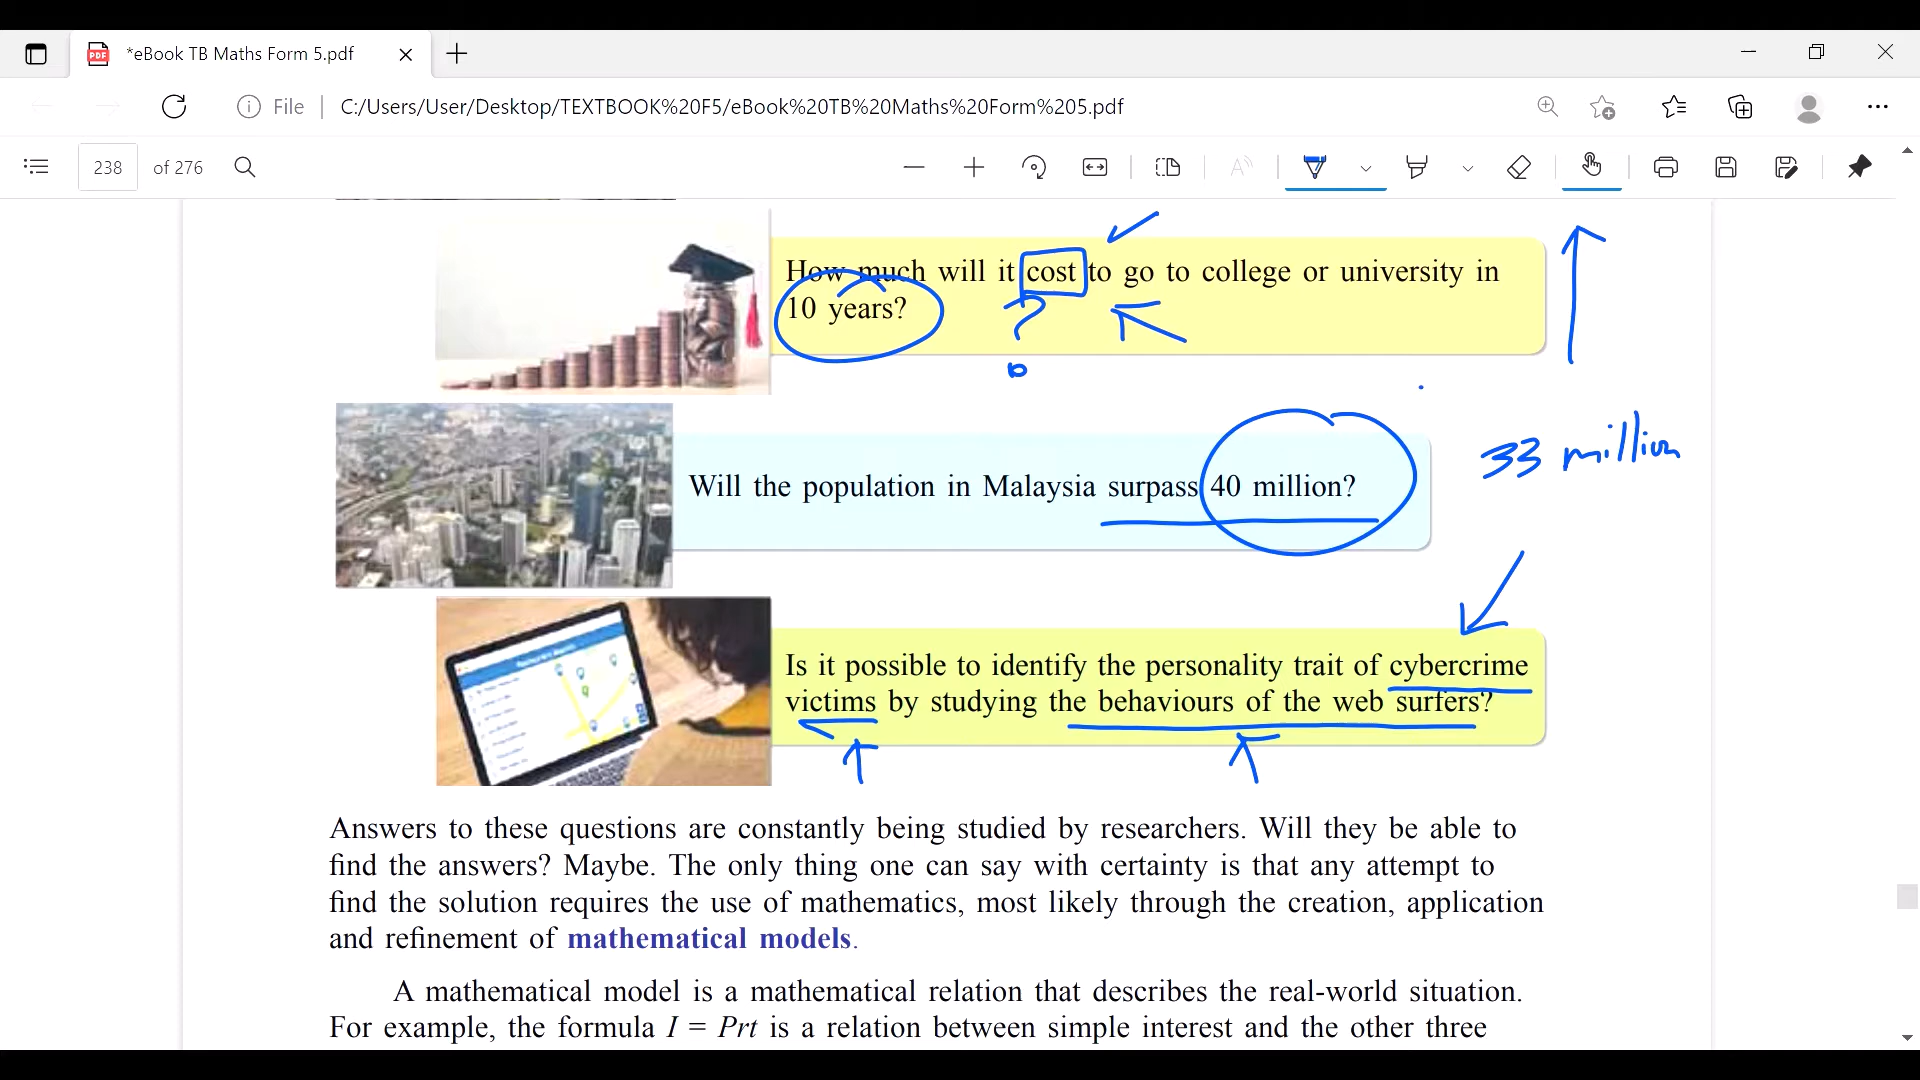 *eBook TB Maths Form 5.pdf
File
C:/Users/User/Desktop/TEXTBOOK%20F5/eBook%20TB%20Maths%20Form%205.pdf
238 of 276
How much will it cost to go to college or university in
10 years?
?
33 million
Will the population in Malaysia surpass 40 million?
Is it possible to identify the personality trait of cybercrime
victims by studying the behaviours of the web surfers?
Answers to these questions are constantly being studied by researchers. Will they be able to
find the answers? Maybe. The only thing one can say with certainty is that any attempt to
find the solution requires the use of mathematics, most likely through the creation, application
and refinement of mathematical models.
A mathematical model is a mathematical relation that describes the real-world situation.
For example, the formula I = Prt is a relation between simple interest and the other three